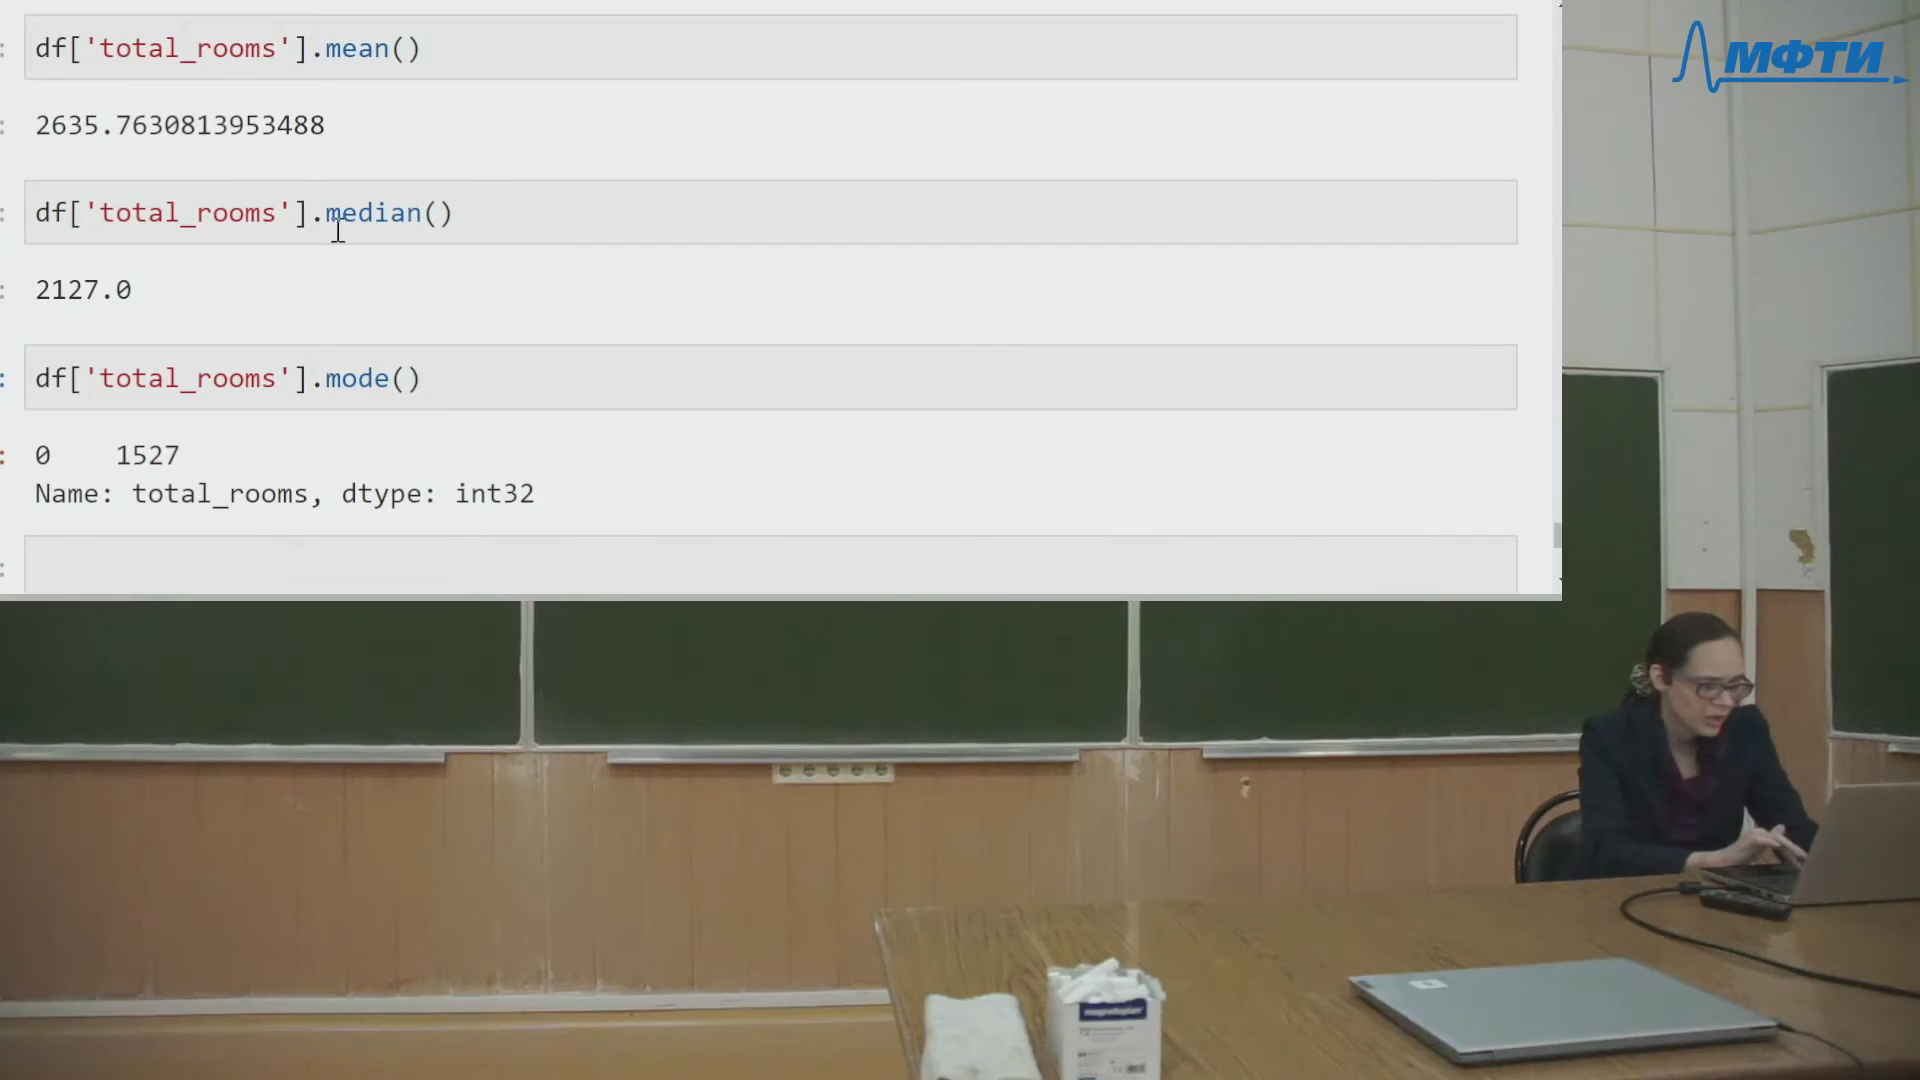 df['total_rooms'].mean()
2635.7630813953488
df['total_rooms'].median()
2127.0
df['total_rooms'].mode()
0    1527
Name: total_rooms, dtype: int32
МФТИ
magnetoplan